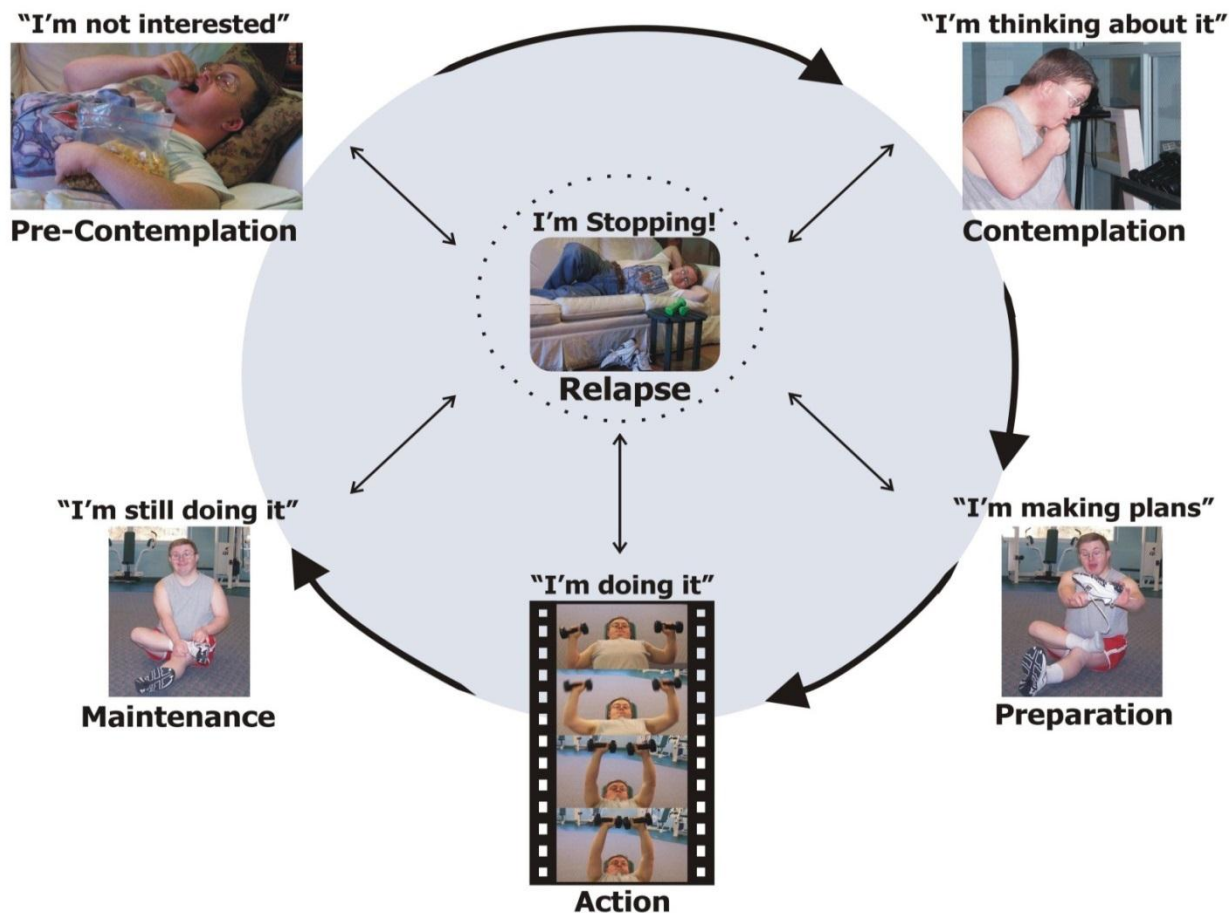 “I’m not interested”
Pre-Contemplation
“I’m thinking about it”
Contemplation
I’m Stopping!
Relapse
“I’m making plans”
Preparation
“I’m doing it”
Action
“I’m still doing it”
Maintenance